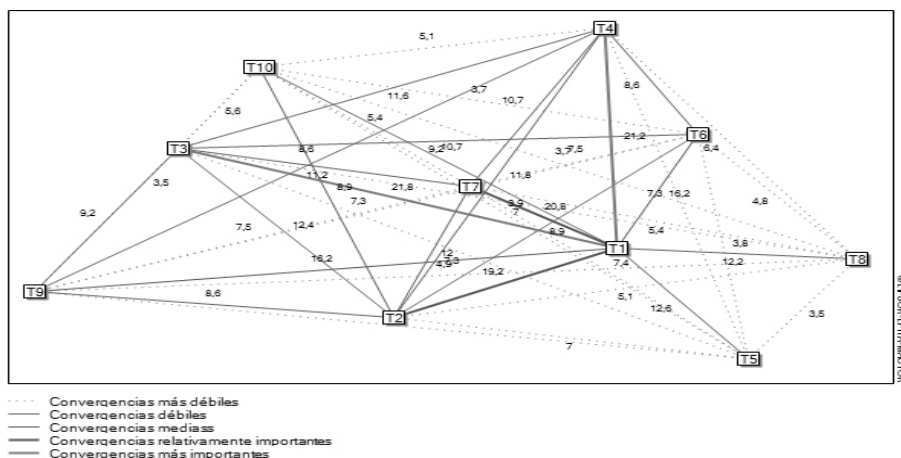 T4
5,1
T10
3,7
8,6
11,6
10,7
5,6
5,4
T6
21,2
T3
8,6
9,2
10,7
3,7
7,5
6,4
11,2
11,8
3,5
8,9
21,8
T7
7,3
16,2
7,3
3,9
20,8
4,8
9,2
7
7,5
12,4
8,9
5,4
3,8
T1
12
16,2
4,9
7,4
12,2
T8
19,2
T9
8,6
5,1
12,6
3,5
T2
7
T5
Convergencias más débiles
Convergencias débiles
Convergencias mediass
Convergencias relativamente importantes
Convergencias más importantes